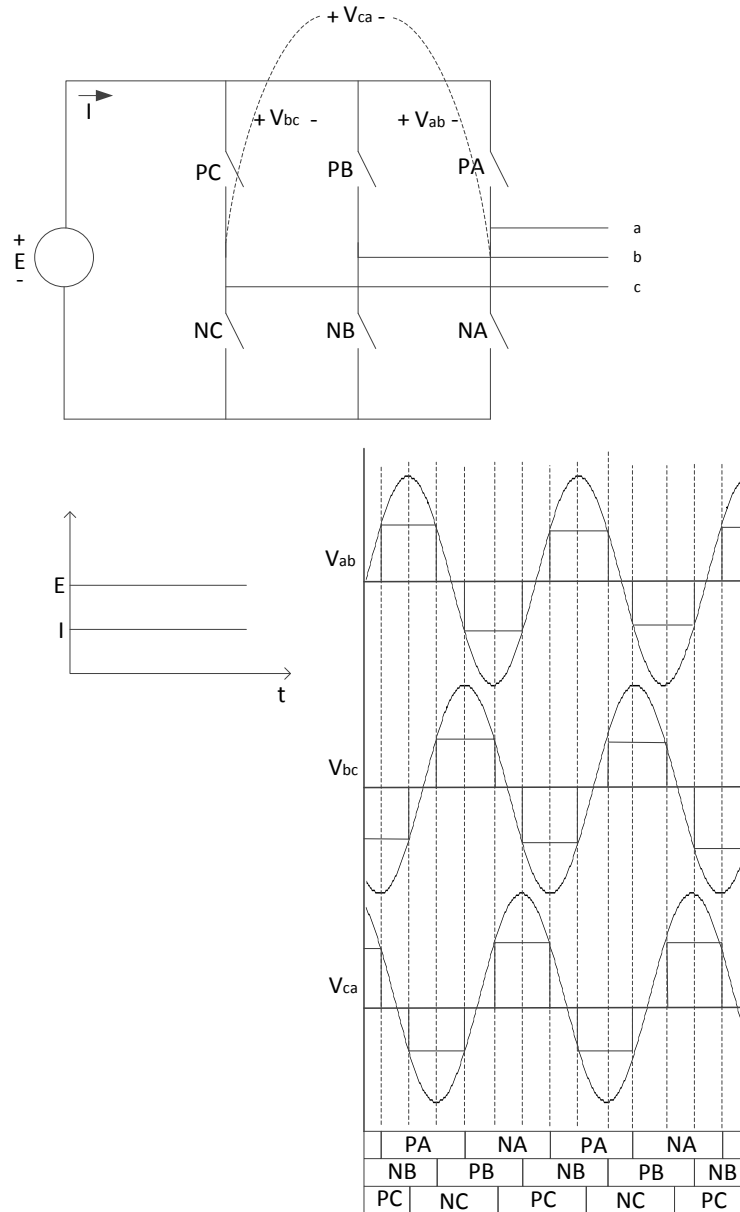 + Vca -
I
+ Vbc -
+ Vab -
PC
PB
PA
+
E
-
a
b
c
NC
NB
NA
E
I
t
Vab
Vbc
Vca
PA NA PA NA
NB PB NB PB NB
PC NC PC NC PC